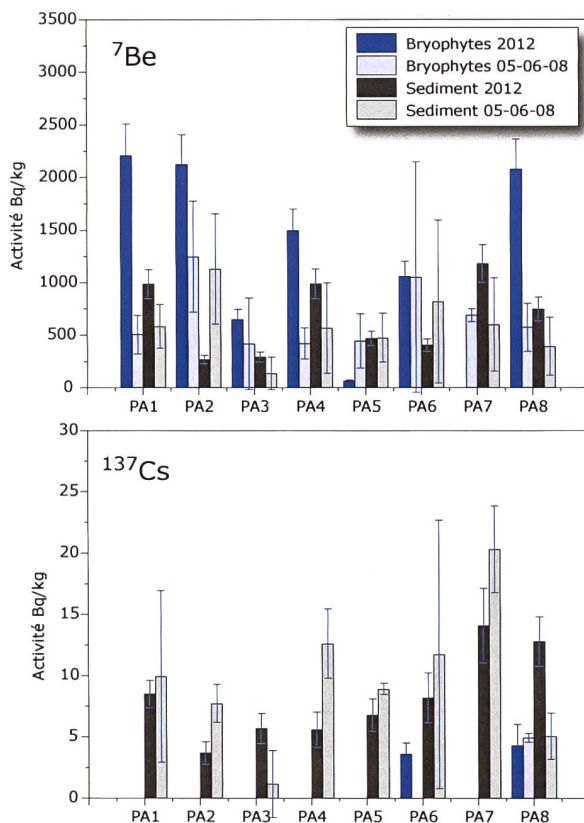 ⁷Be
Bryophytes 2012
Bryophytes 05-06-08
Sediment 2012
Sediment 05-06-08
Activité Bq/kg
3500
3000
2500
2000
1500
1000
500
0
PA1 PA2 PA3 PA4 PA5 PA6 PA7 PA8
¹³⁷Cs
Activité Bq/kg
30
25
20
15
10
5
0
PA1 PA2 PA3 PA4 PA5 PA6 PA7 PA8